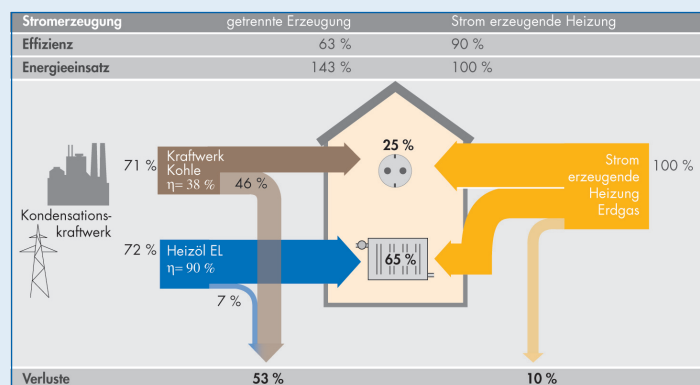 Stromerzeugung getrennte Erzeugung Strom erzeugende Heizung
Effizienz 63 % 90 %
Energieeinsatz 143 % 100 %
25 %
71 %
Kraftwerk
Kohle
η= 38 %
46 %
Strom
erzeugende
Heizung
Erdgas
100 %
Kondensations-
kraftwerk
72 %
Heizöl EL
η= 90 %
65 %
7 %
Verluste 53 % 10 %